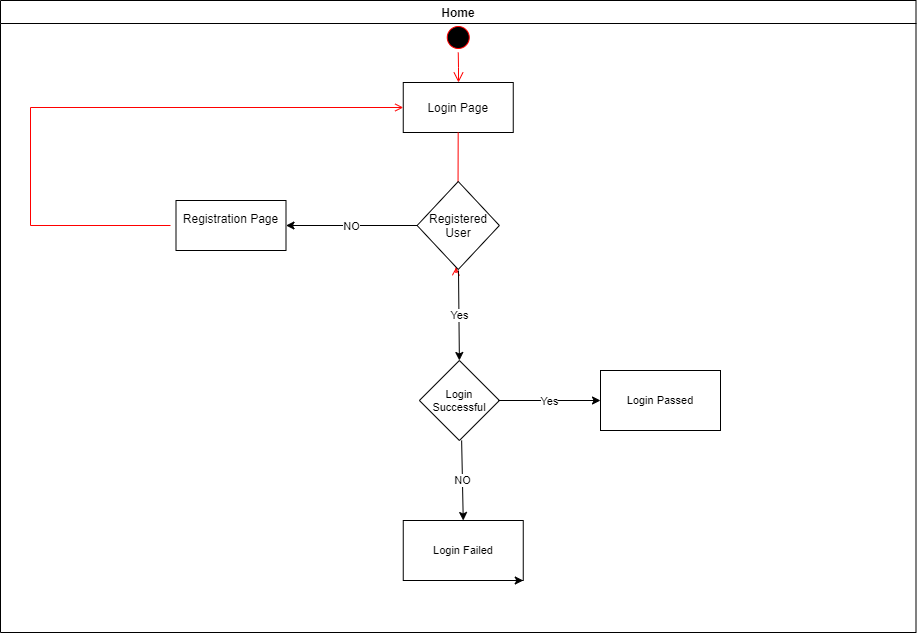 Home
Login Page
Registration Page
NO
Registered
User
Yes
Login
Successful
Yes
Login Passed
NO
Login Failed